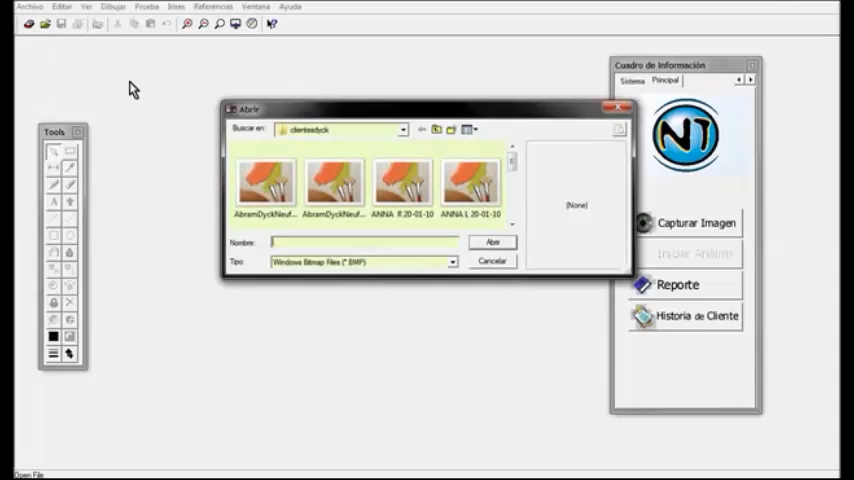 Archivo Editar Ver Dibujar Prueba Irises Referencias Ventana Ayuda
Cuadro de Información
Sistema Principal
Abrir
Buscar en: clientesdyck
Tools
NT
AbramDyckNeuf... AbramDyckNeuf... ANNA R 20-01-10 ANNA L 20-01-10
(None)
Capturar Imagen
Nombre:
Abrir
Iniciar Análisis
Tipo: Windows Bitmap Files (*.BMP) Cancelar
Reporte
Historia de Cliente
A
Open File